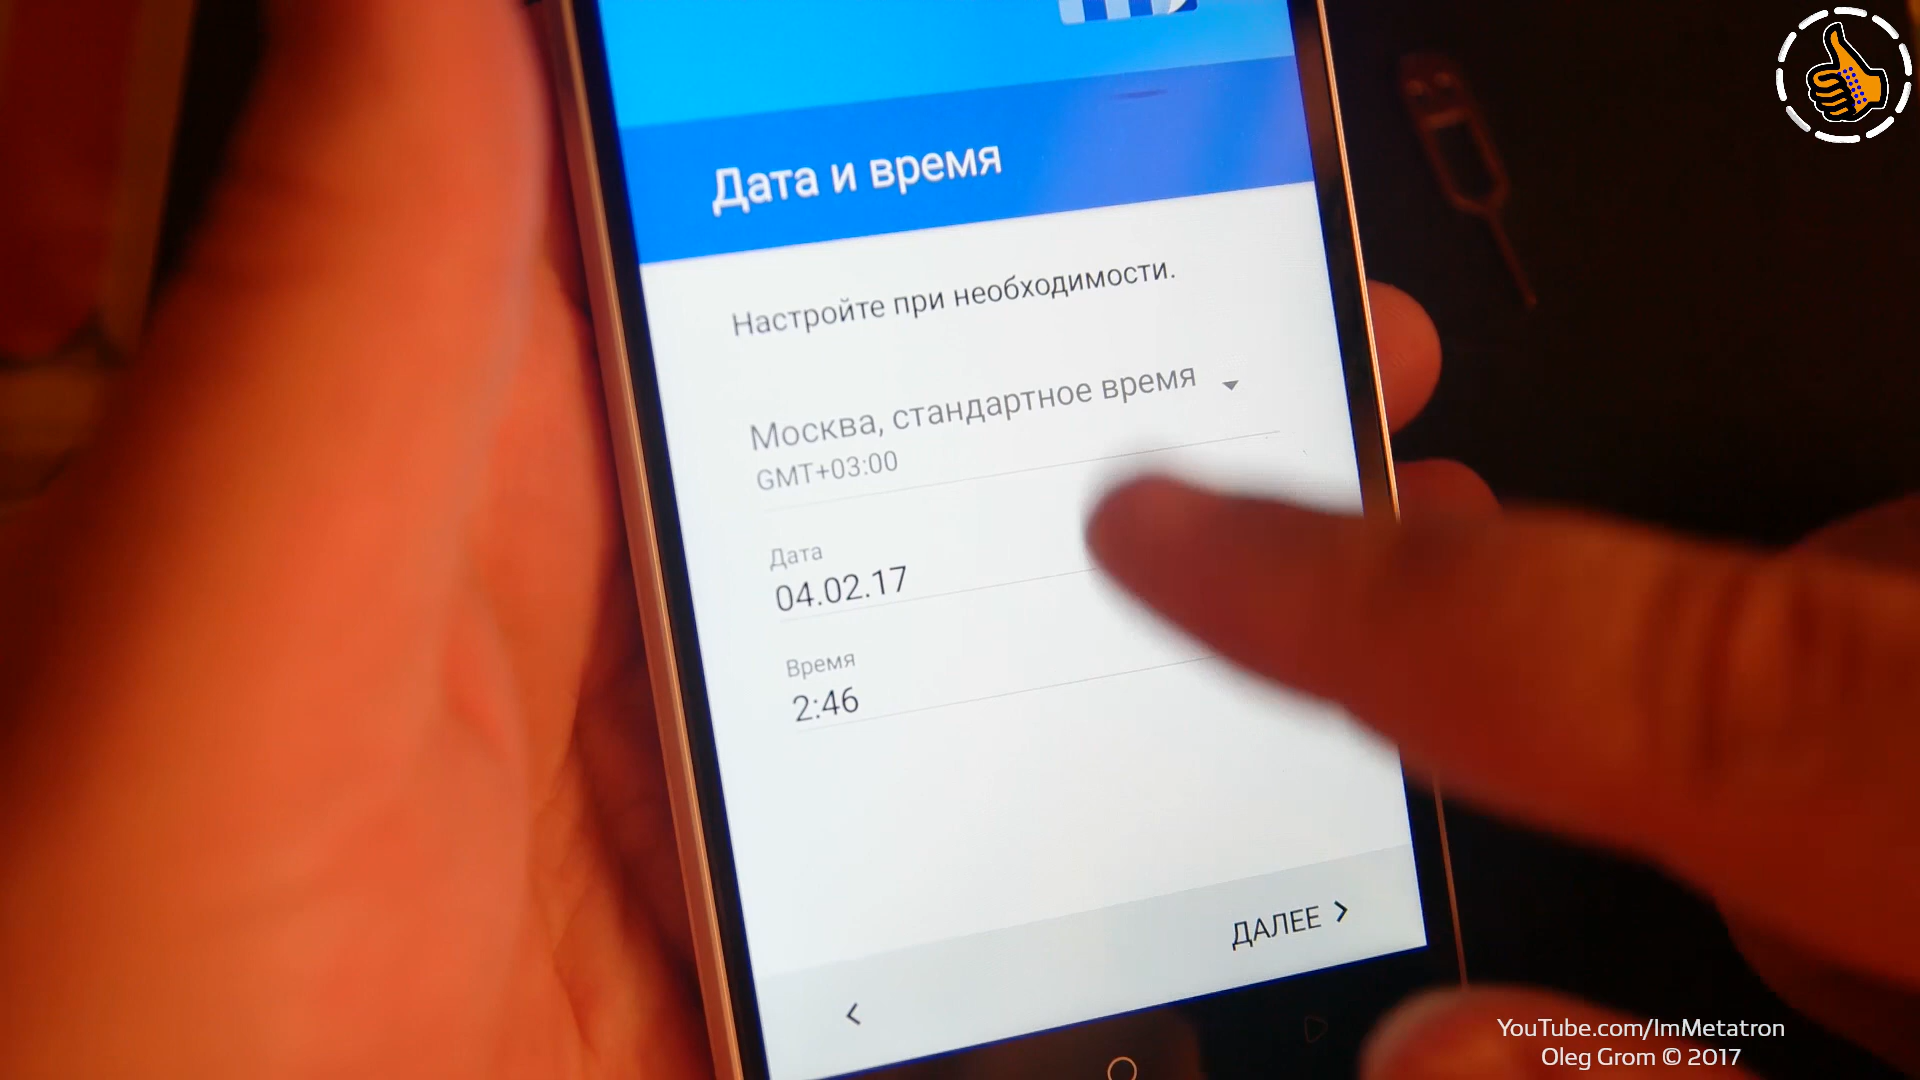 Дата и время
Настройте при необходимости.
Москва, стандартное время
GMT+03:00
Дата
04.02.17
Время
2:46
ДАЛЕЕ
YouTube.com/ImMetatron
Oleg Grom © 2017